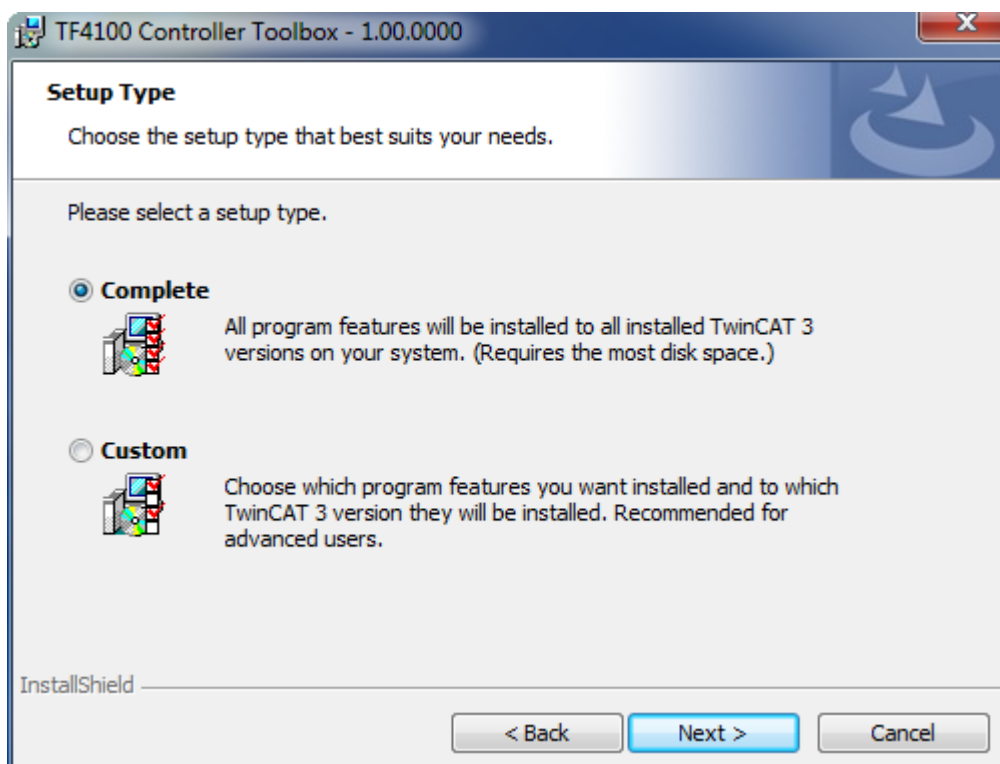 TF4100 Controller Toolbox - 1.00.0000
X
Setup Type
Choose the setup type that best suits your needs.
Please select a setup type.
Complete
All program features will be installed to all installed TwinCAT 3
versions on your system. (Requires the most disk space.)
Custom
Choose which program features you want installed and to which
TwinCAT 3 version they will be installed. Recommended for
advanced users.
InstallShield
< Back Next > Cancel